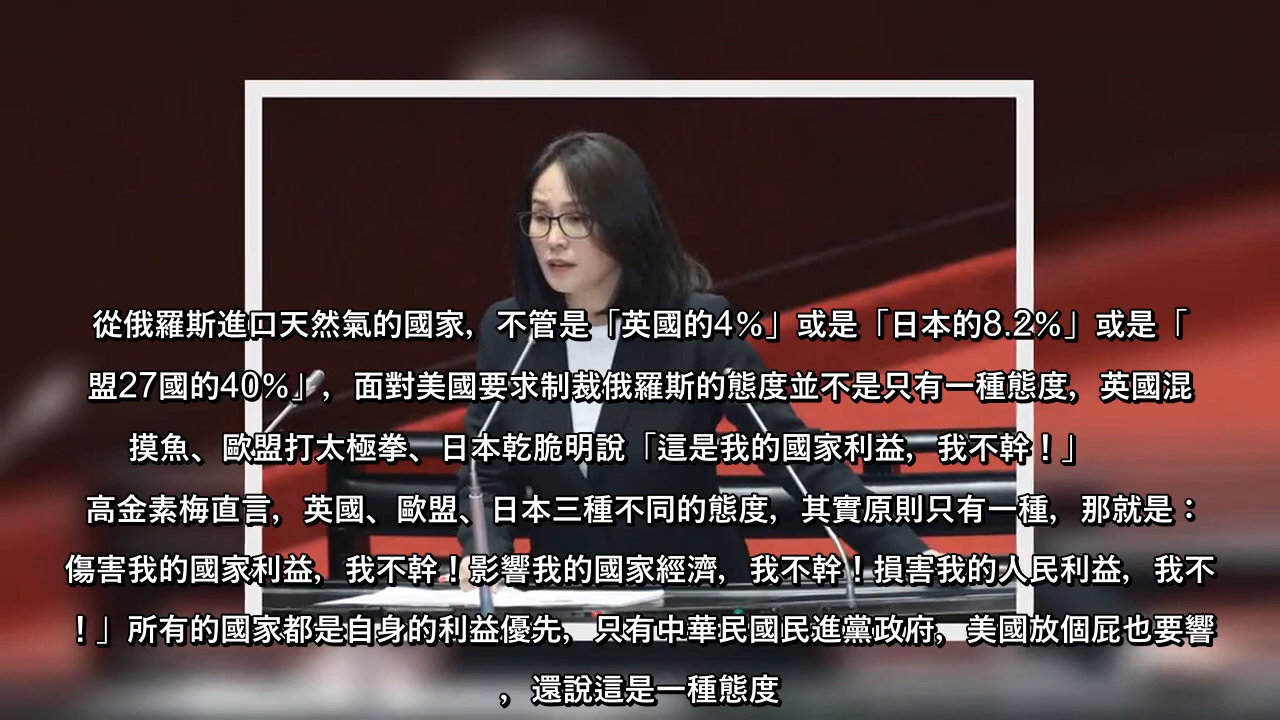 從俄羅斯進口天然氣的國家，不管是「英國的4%」或是「日本的8.2%」或是「
盟27國的40%」，面對美國要求制裁俄羅斯的態度並不是只有一種態度，英國混
摸魚、歐盟打太極拳、日本乾脆明說「這是我的國家利益，我不幹！」
高金素梅直言，英國、歐盟、日本三種不同的態度，其實原則只有一種，那就是：
傷害我的國家利益，我不幹！影響我的國家經濟，我不幹！損害我的人民利益，我不
！」所有的國家都是自身的利益優先，只有中華民國民進黨政府，美國放個屁也要響
，還說這是一種態度